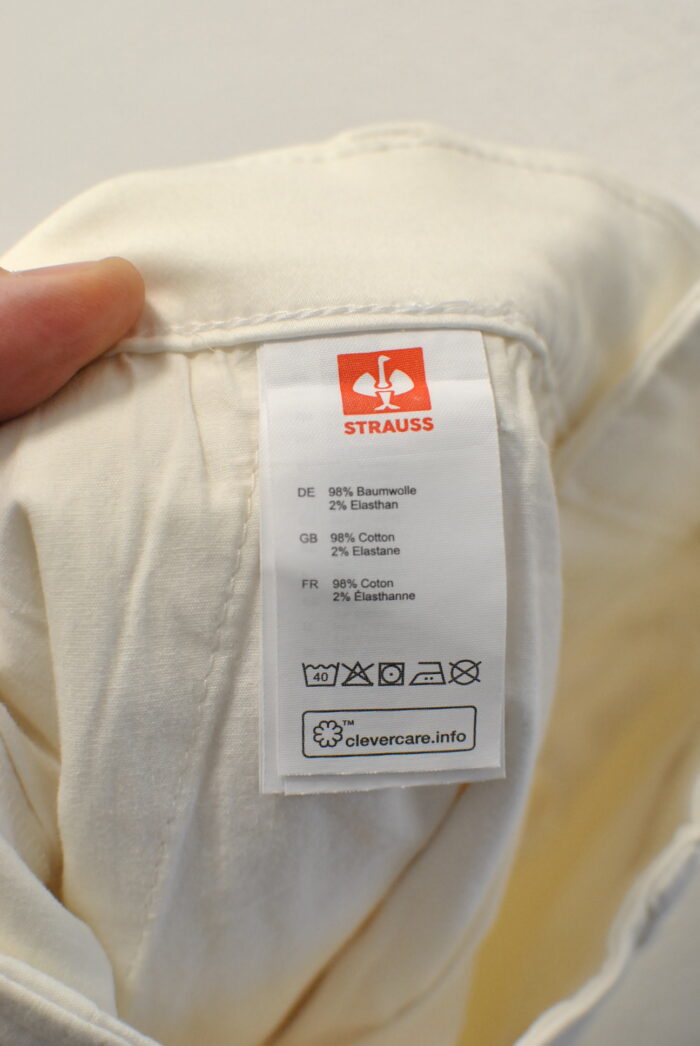 STRAUSS
DE 98% Baumwolle
2% Elasthan
GB 98% Cotton
2% Elastane
FR 98% Coton
2% Élasthanne
40
™
clevercare.info